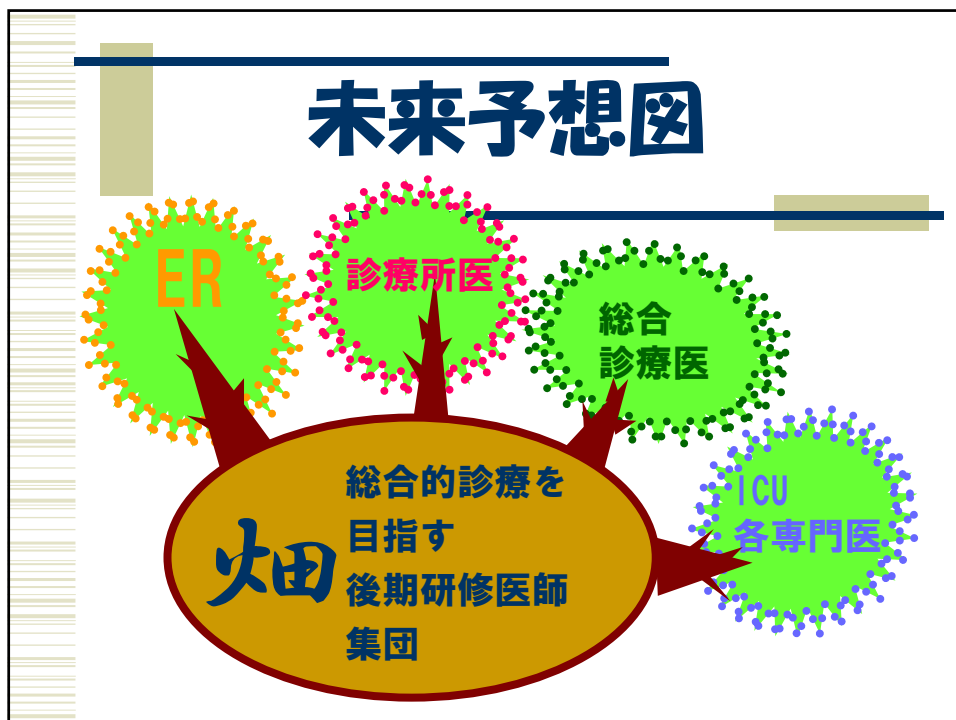 未来予想図
ER
診療所医
総合
診療医
ICU
各専門医
畑
総合的診療を
目指す
後期研修医師
集団